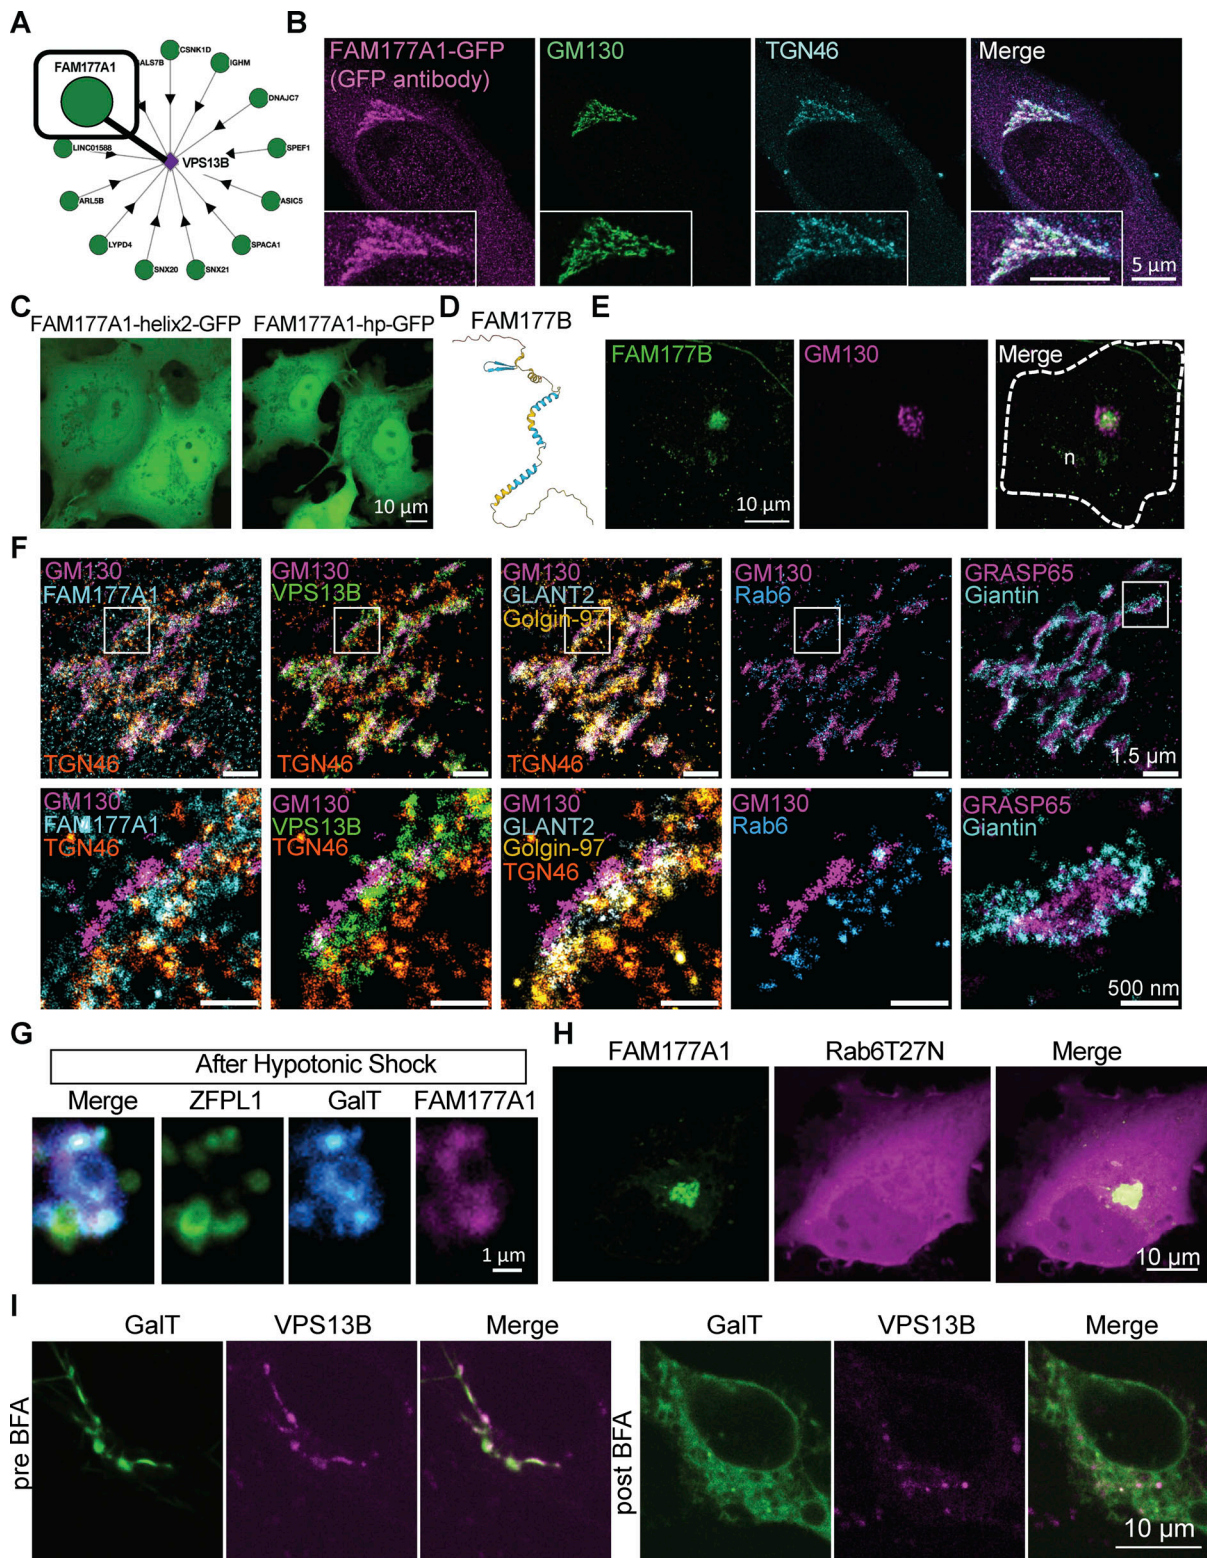 A
FAM177A1
ALS7B
CSNK1D
IGHM
DNAJC7
LINC01588
VPS13B
SPEF1
ARL5B
ASIC5
LYPD4
SPACA1
SNX20
SNX21
B
FAM177A1-GFP
(GFP antibody)
GM130
TGN46
Merge
5 µm
C
FAM177A1-helix2-GFP
FAM177A1-hp-GFP
10 µm
D
FAM177B
E
FAM177B
GM130
Merge
n
10 µm
F
GM130
FAM177A1
TGN46
GM130
VPS13B
TGN46
GM130
GLANT2
Golgin-97
TGN46
GM130
Rab6
GRASP65
Giantin
1.5 µm
GM130
FAM177A1
TGN46
GM130
VPS13B
TGN46
GM130
GLANT2
Golgin-97
TGN46
GM130
Rab6
GRASP65
Giantin
500 nm
G
After Hypotonic Shock
Merge
ZFPL1
GalT
FAM177A1
1 µm
H
FAM177A1
Rab6T27N
Merge
10 µm
I
GalT
VPS13B
Merge
pre BFA
GalT
VPS13B
Merge
post BFA
10 µm